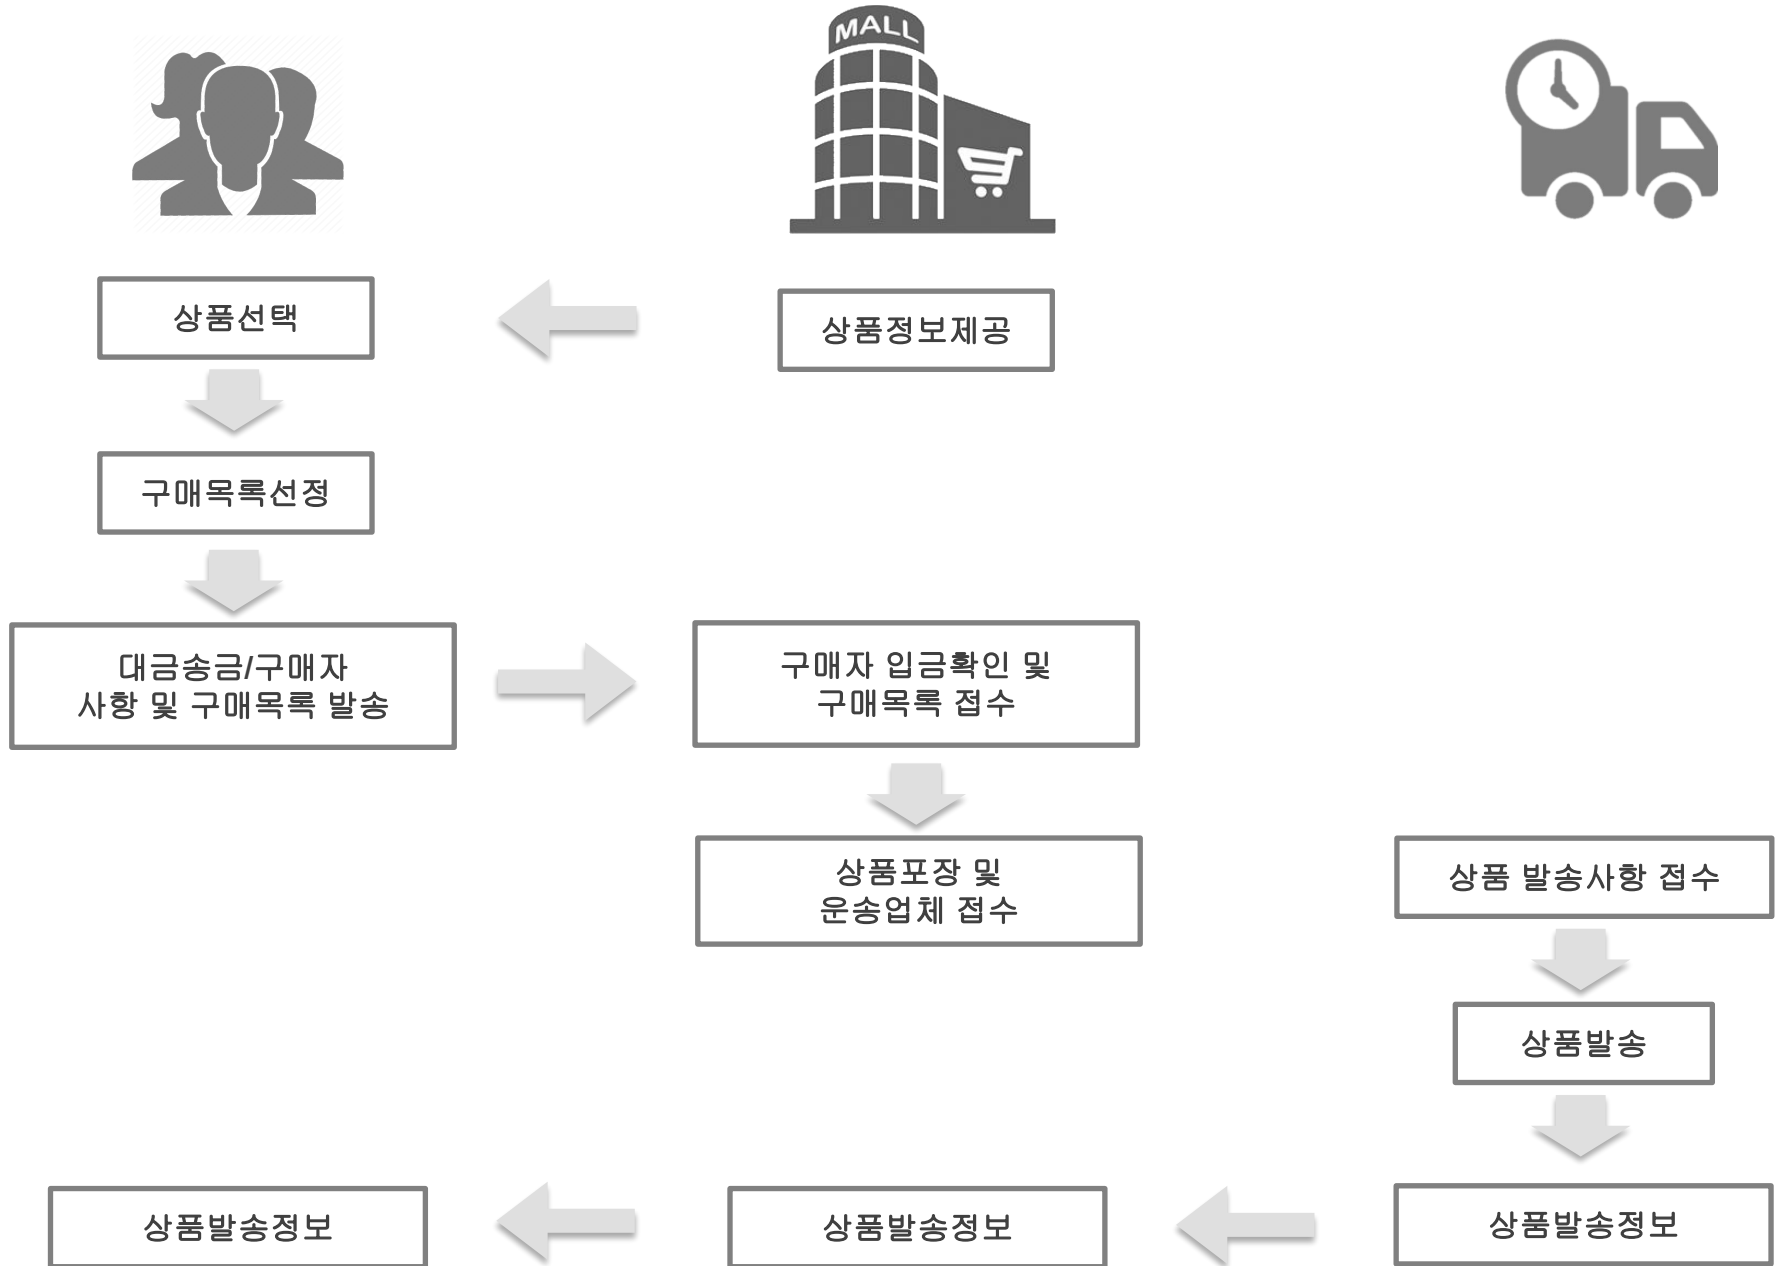 MALL
상품선택
상품정보제공
구매목록선정
대금송금/구매자
사항 및 구매목록 발송
구매자 입금확인 및
구매목록 접수
상품포장 및
운송업체 접수
상품 발송사항 접수
상품발송
상품발송정보
상품발송정보
상품발송정보